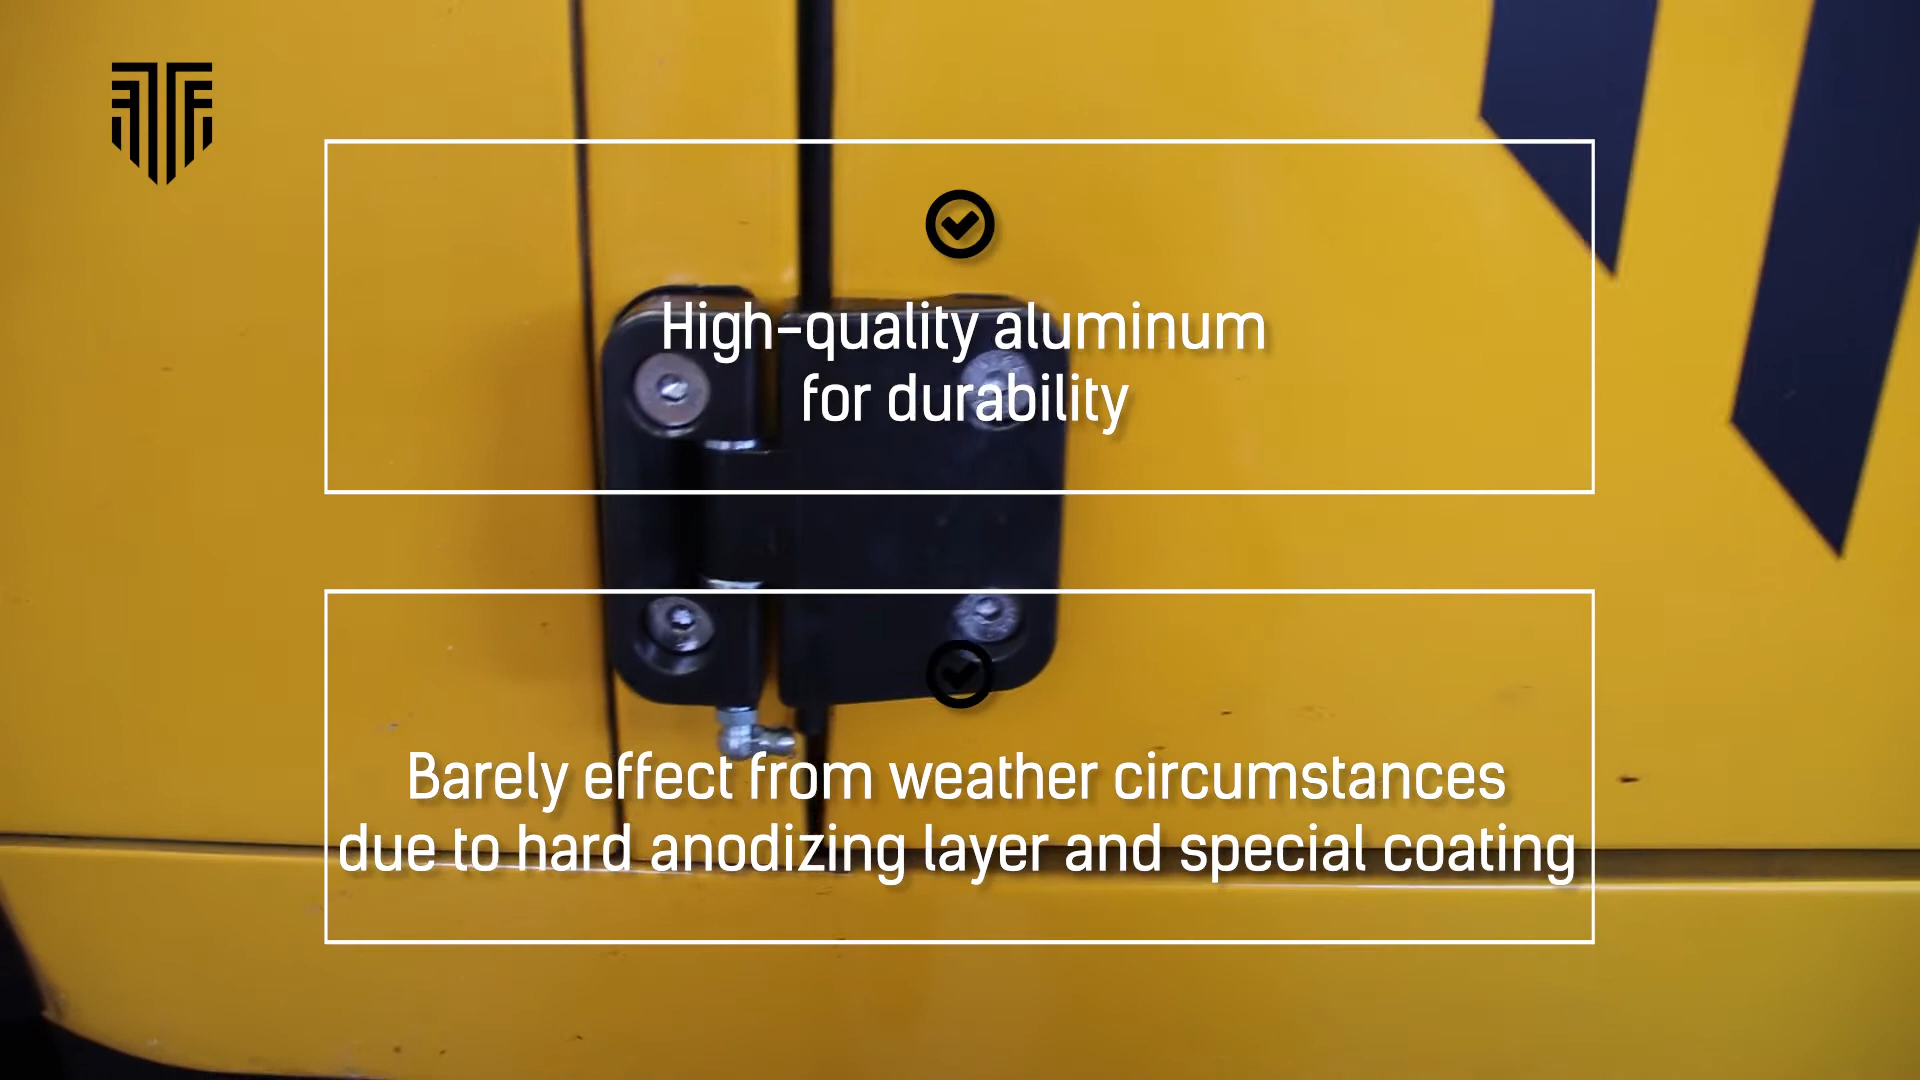 High-quality aluminum
for durability
Barely effect from weather circumstances
due to hard anodizing layer and special coating